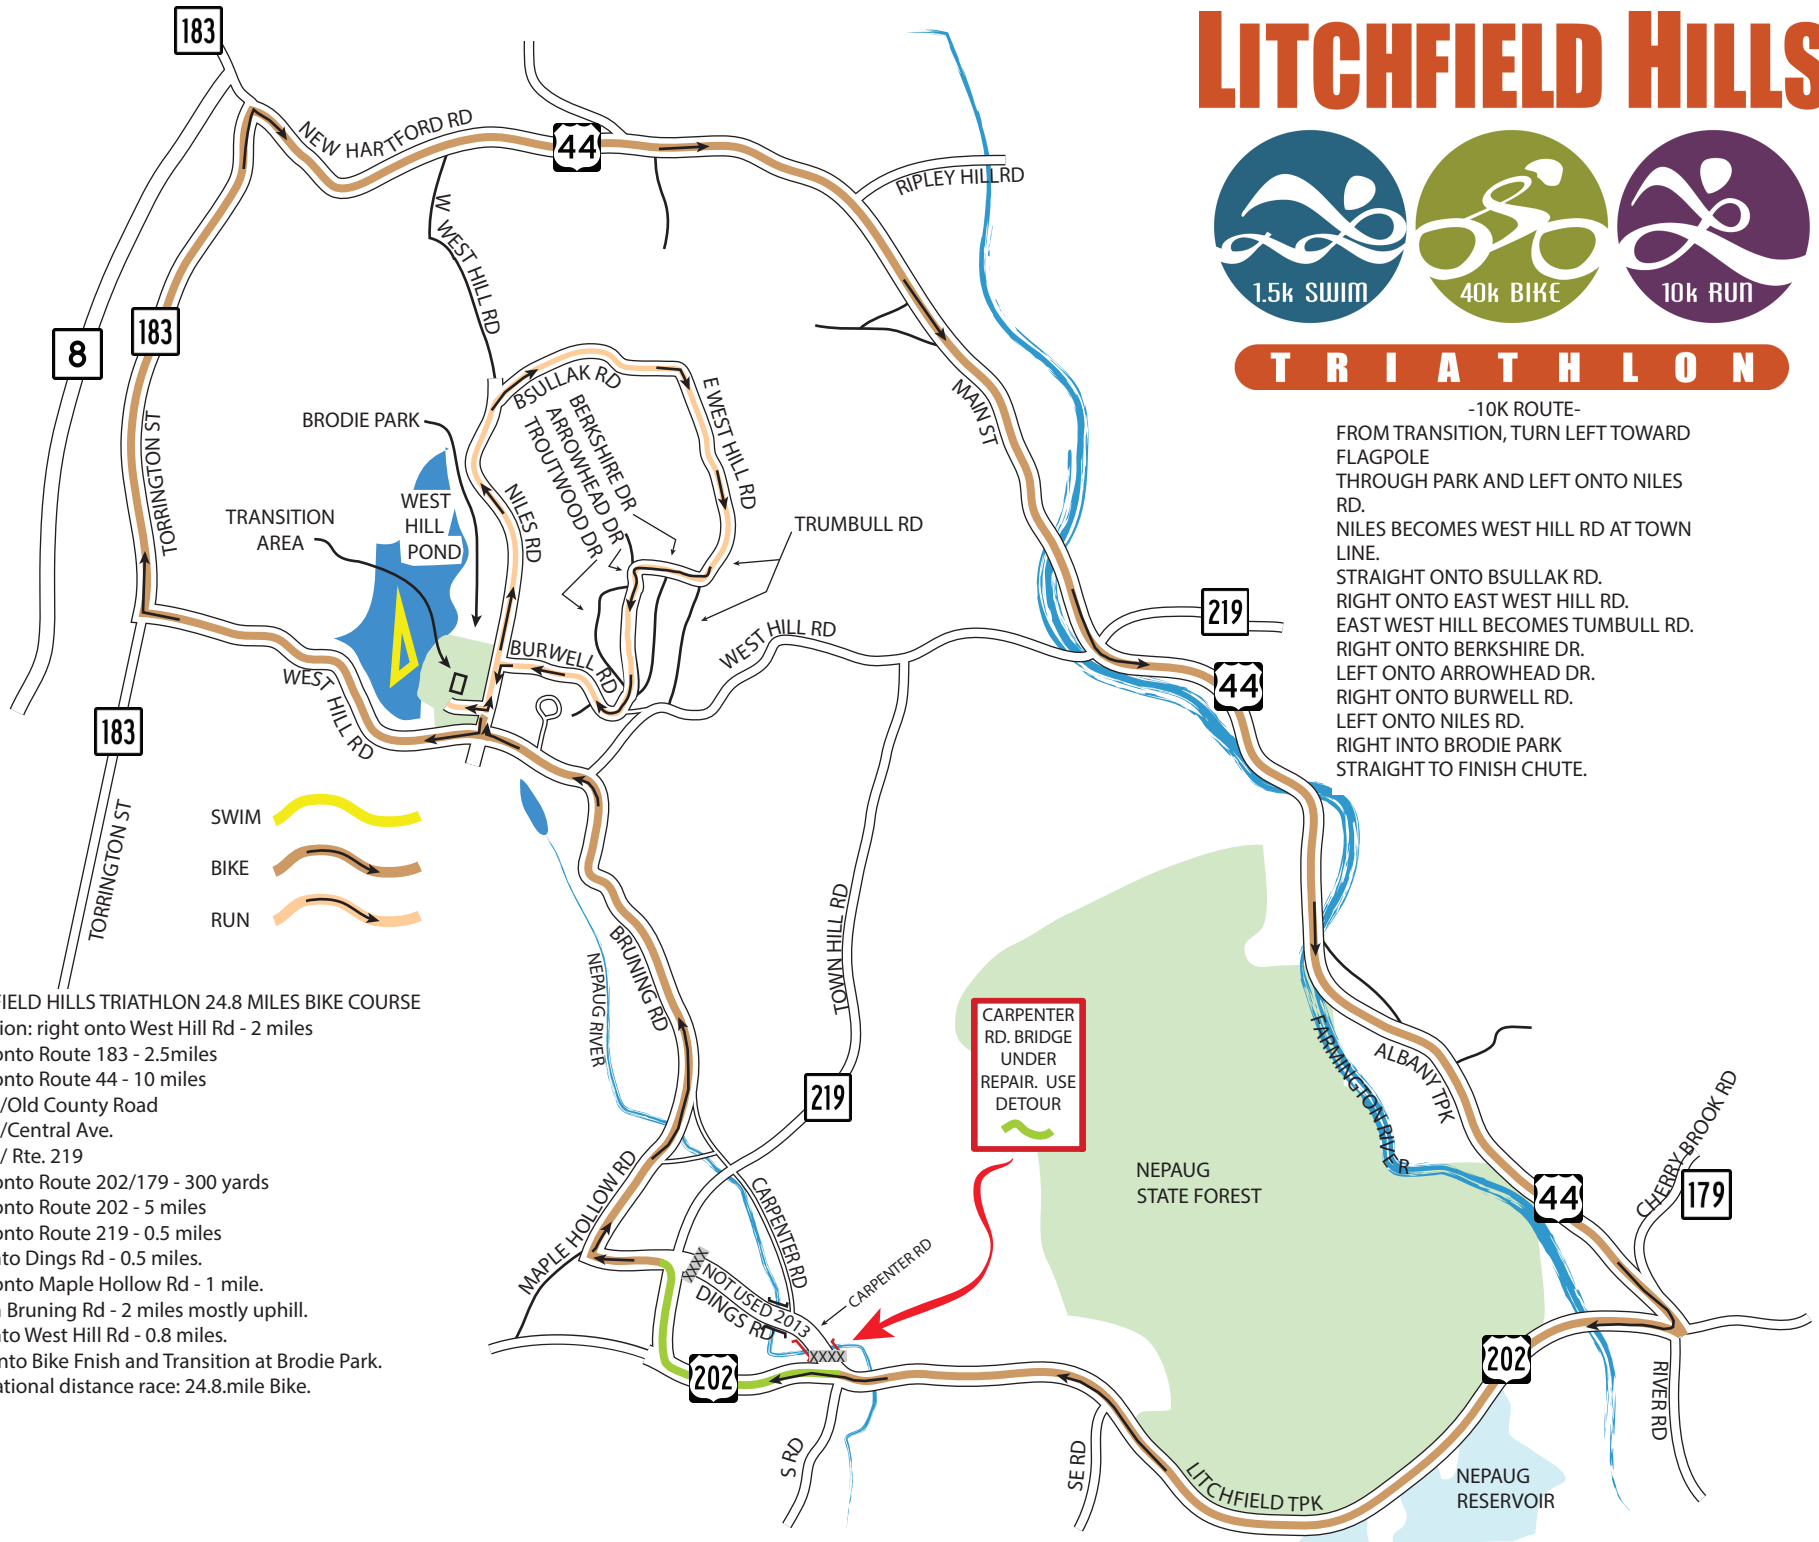 LITCHFIELD HILLS
1.5k SWIM
40k BIKE
10k RUN
TRIATHLON
-10K ROUTE-
FROM TRANSITION, TURN LEFT TOWARD
FLAGPOLE
THROUGH PARK AND LEFT ONTO NILES
RD.
NILES BECOMES WEST HILL RD AT TOWN
LINE.
STRAIGHT ONTO BSULLAK RD.
RIGHT ONTO EAST WEST HILL RD.
EAST WEST HILL BECOMES TUMBULL RD.
RIGHT ONTO BERKSHIRE DR.
LEFT ONTO ARROWHEAD DR.
RIGHT ONTO BURWELL RD.
LEFT ONTO NILES RD.
RIGHT INTO BRODIE PARK
STRAIGHT TO FINISH CHUTE.
183
NEW HARTFORD RD
44
RIPLEY HILLRD
W WEST HILL RD
183
8
MAIN ST
BSULLAK RD
E WEST HILL RD
BRODIE PARK
BERKSHIRE DR
ARROWHEAD DR
TROUTWOOD DR
TORRINGTON ST
WEST
HILL
POND
NILES RD
TRANSITION
AREA
TRUMBULL RD
219
BURWELL RD
WEST HILL RD
WEST HILL RD
44
183
TORRINGTON ST
SWIM
BIKE
RUN
BRUNING RD
NEPAUG RIVER
TOWN HILL RD
CARPENTER
RD. BRIDGE
UNDER
REPAIR. USE
DETOUR
FARMINGTON RIVER
ALBANY TPK
CHERRY BROOK RD
219
NEPAUG
STATE FOREST
44
179
MAPLE HOLLOW RD
CARPENTER RD
CARPENTER RD
XXXX
NOT USED 2013
DINGS RD
XXXX
202
202
RIVER RD
S RD
SE RD
LITCHFIELD TPK
NEPAUG
RESERVOIR
FIELD HILLS TRIATHLON 24.8 MILES BIKE COURSE
ion: right onto West Hill Rd - 2 miles
onto Route 183 - 2.5miles
onto Route 44 - 10 miles
/Old County Road
/Central Ave.
/ Rte. 219
onto Route 202/179 - 300 yards
onto Route 202 - 5 miles
onto Route 219 - 0.5 miles
nto Dings Rd - 0.5 miles.
onto Maple Hollow Rd - 1 mile.
Bruning Rd - 2 miles mostly uphill.
nto West Hill Rd - 0.8 miles.
nto Bike Fnish and Transition at Brodie Park.
ational distance race: 24.8.mile Bike.